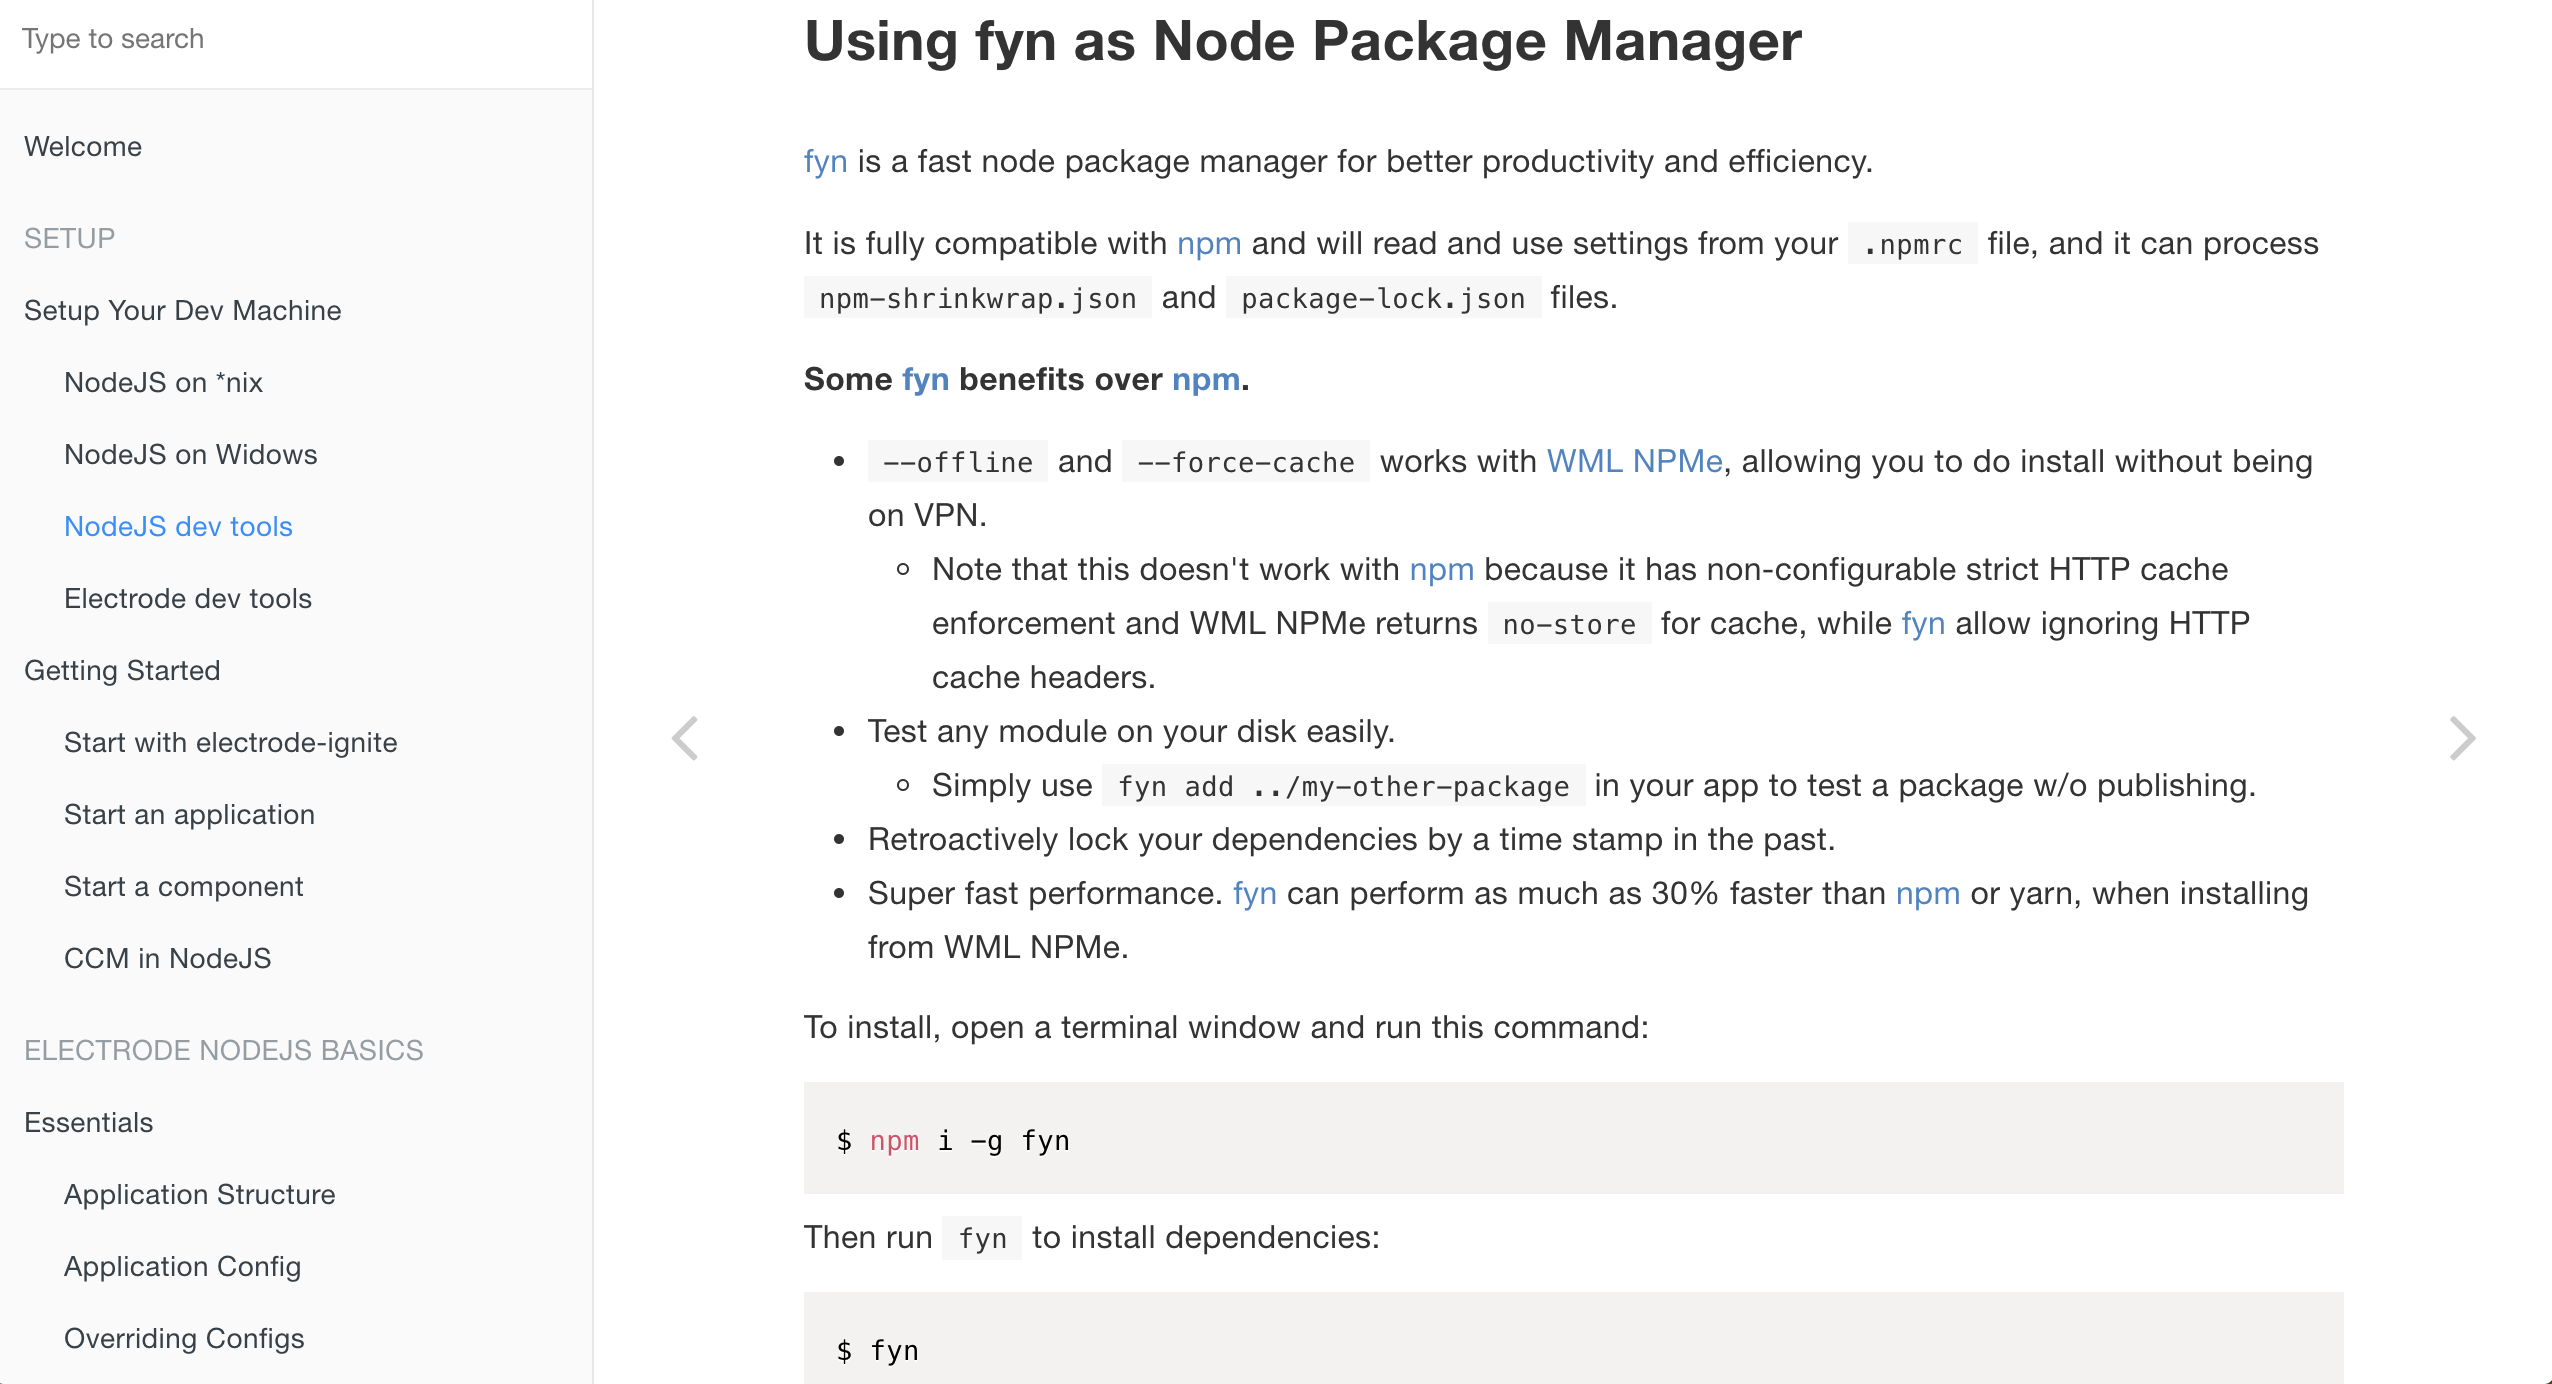 Type to search
Welcome
SETUP
Setup Your Dev Machine
NodeJS on *nix
NodeJS on Widows
NodeJS dev tools
Electrode dev tools
Getting Started
Start with electrode-ignite
Start an application
Start a component
CCM in NodeJS
ELECTRODE NODEJS BASICS
Essentials
Application Structure
Application Config
Overriding Configs
Using fyn as Node Package Manager
fyn is a fast node package manager for better productivity and efficiency.
It is fully compatible with npm and will read and use settings from your .npmrc file, and it can process
npm-shrinkwrap.json and package-lock.json files.
Some fyn benefits over npm.
• --offline and --force-cache works with WML NPMe, allowing you to do install without being
on VPN.
◦ Note that this doesn't work with npm because it has non-configurable strict HTTP cache
enforcement and WML NPMe returns no-store for cache, while fyn allow ignoring HTTP
cache headers.
• Test any module on your disk easily.
◦ Simply use fyn add ../my-other-package in your app to test a package w/o publishing.
• Retroactively lock your dependencies by a time stamp in the past.
• Super fast performance. fyn can perform as much as 30% faster than npm or yarn, when installing
from WML NPMe.
To install, open a terminal window and run this command:
$ npm i -g fyn
Then run fyn to install dependencies:
$ fyn